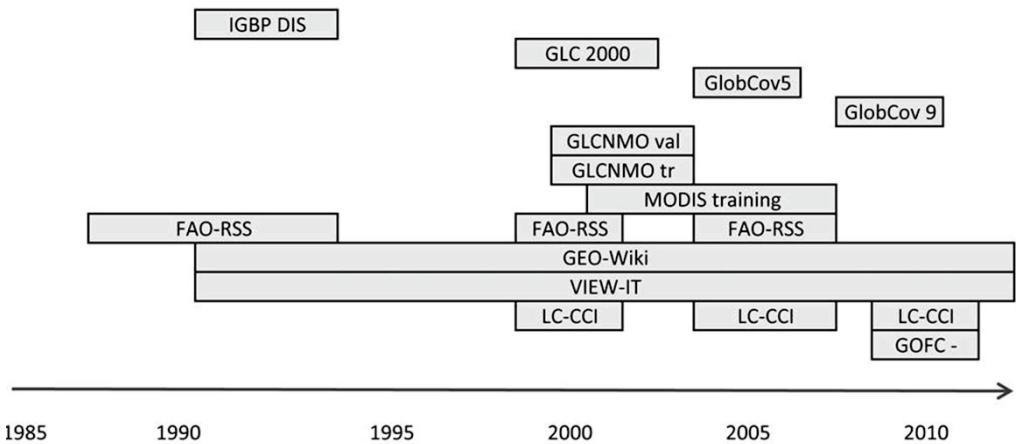 IGBP DIS
GLC 2000
GlobCov5
GlobCov 9
GLCNMO val
GLCNMO tr
MODIS training
FAO-RSS FAO-RSS FAO-RSS
GEO-Wiki
VIEW-IT
LC-CCI LC-CCI LC-CCI
GOFC -
1985 1990 1995 2000 2005 2010